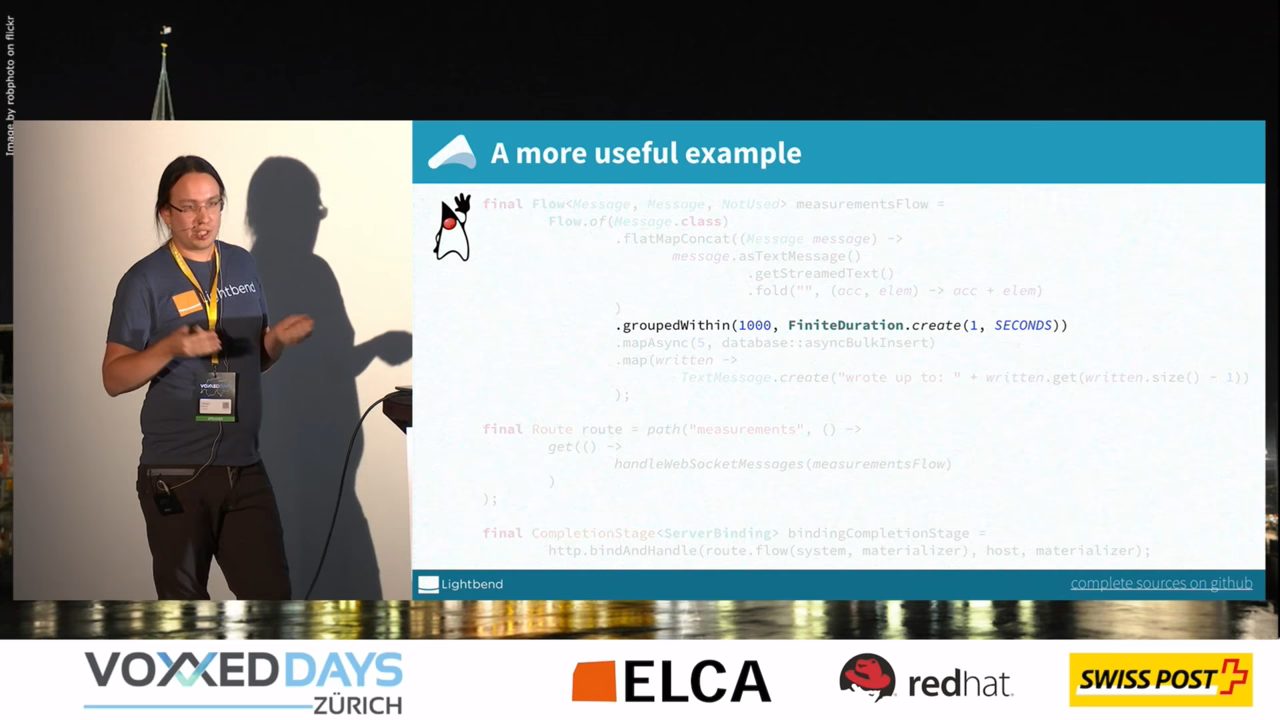 Image by robphoto on flickr
A more useful example
final Flow<Message, Message, NotUsed> measurementsFlow =
Flow.of(Message.class)
.flatMapConcat((Message message) ->
message.asTextMessage()
.getStreamedText()
.fold("", (acc, elem) -> acc + elem)
)
.groupedWithin(1000, FiniteDuration.create(1, SECONDS))
.mapAsync(5, database::asyncBulkInsert)
.map(written ->
TextMessage.create("wrote up to: " + written.get(written.size() - 1))
);
final Route route = path("measurements", () ->
get(() ->
handleWebSocketMessages(measurementsFlow)
)
);
final CompletionStage<ServerBinding> bindingCompletionStage =
http.bindAndHandle(route.flow(system, materializer), host, materializer);
Lightbend
complete sources on github
lightbend
VOXXED DAYS
ZÜRICH
ELCA
redhat.
SWISS POST